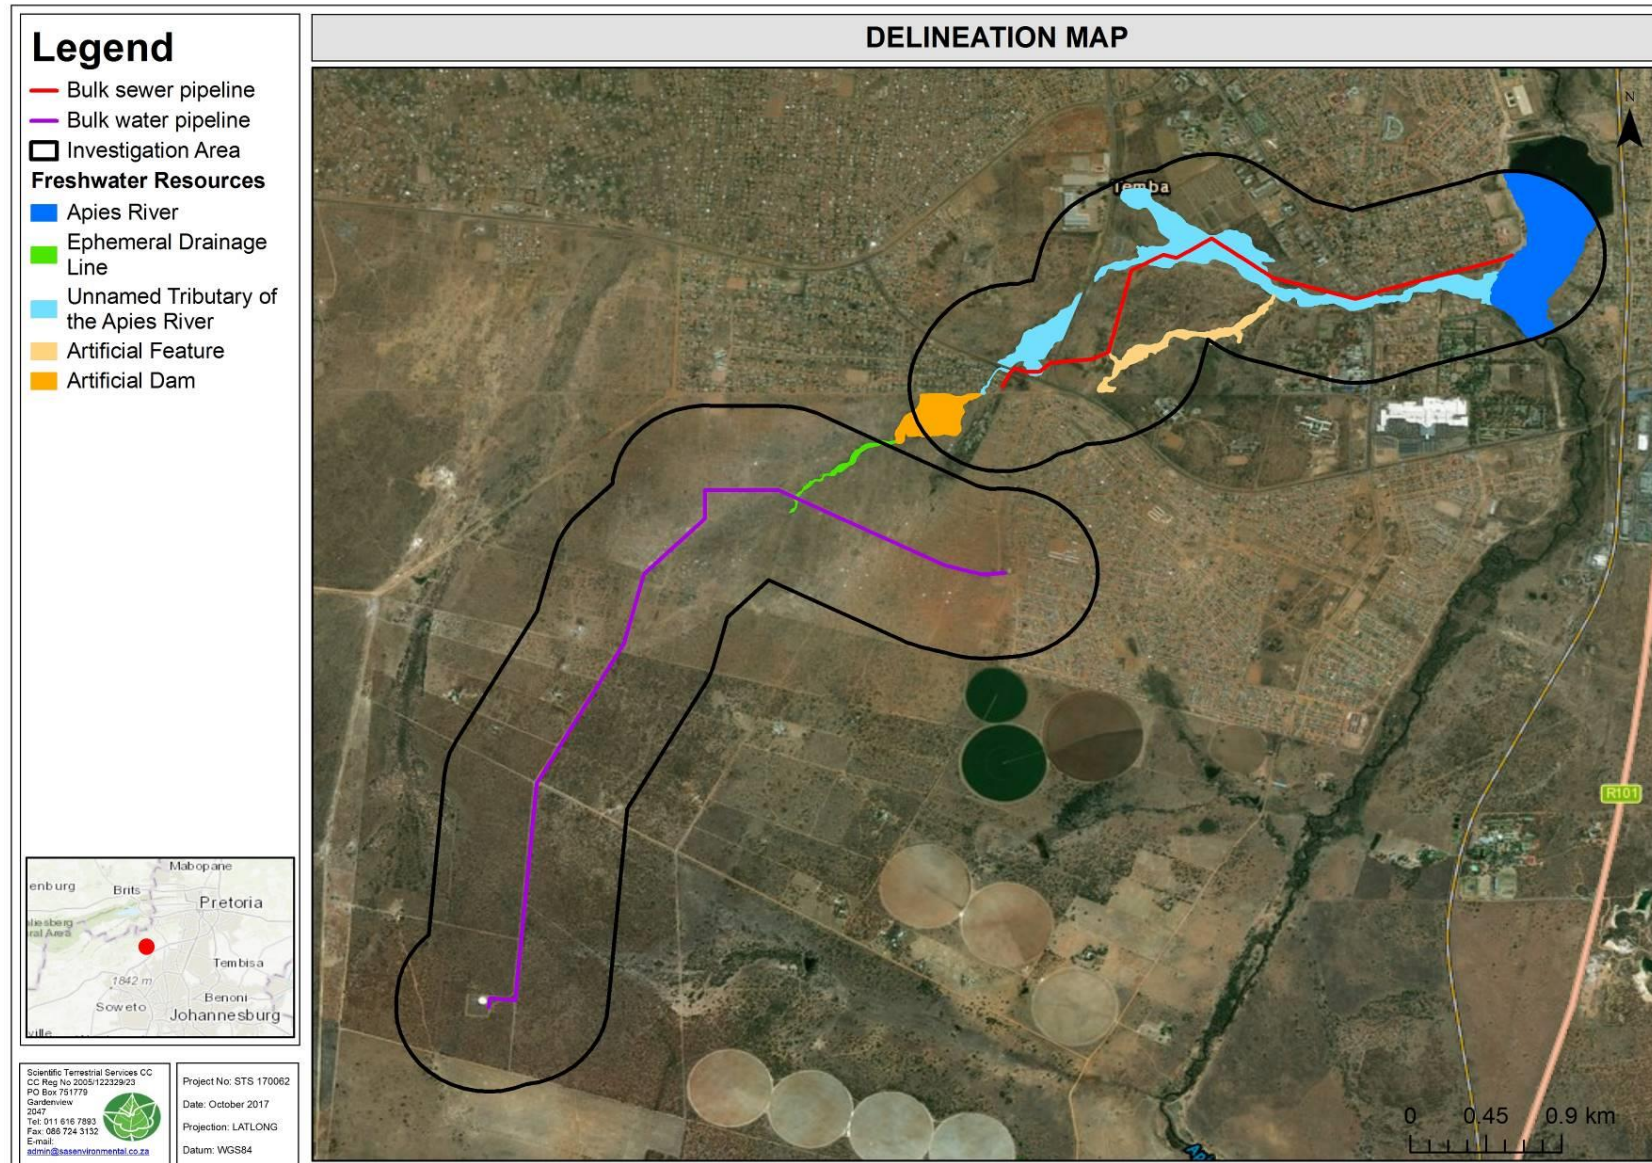 Legend
Bulk sewer pipeline
Bulk water pipeline
Investigation Area
Freshwater Resources
Apies River
Ephemeral Drainage
Line
Unnamed Tributary of
the Apies River
Artificial Feature
Artificial Dam
DELINEATION MAP
N
Temba
R101
0 0.45 0.9 km
Mabopane
enburg
Brits
Pretoria
Tembisa
1842 m
Soweto
Benoni
Johannesburg
ville
Scientific Terrestrial Services CC
CC Reg No 2005/122329/23
PO Box 751779
Gardenview
2047
Tel: 011 616 7893
Fax: 086 724 3132
E-mail:
admin@sasenvironmental.co.za
Project No: STS 170062
Date: October 2017
Projection: LATLONG
Datum: WGS84